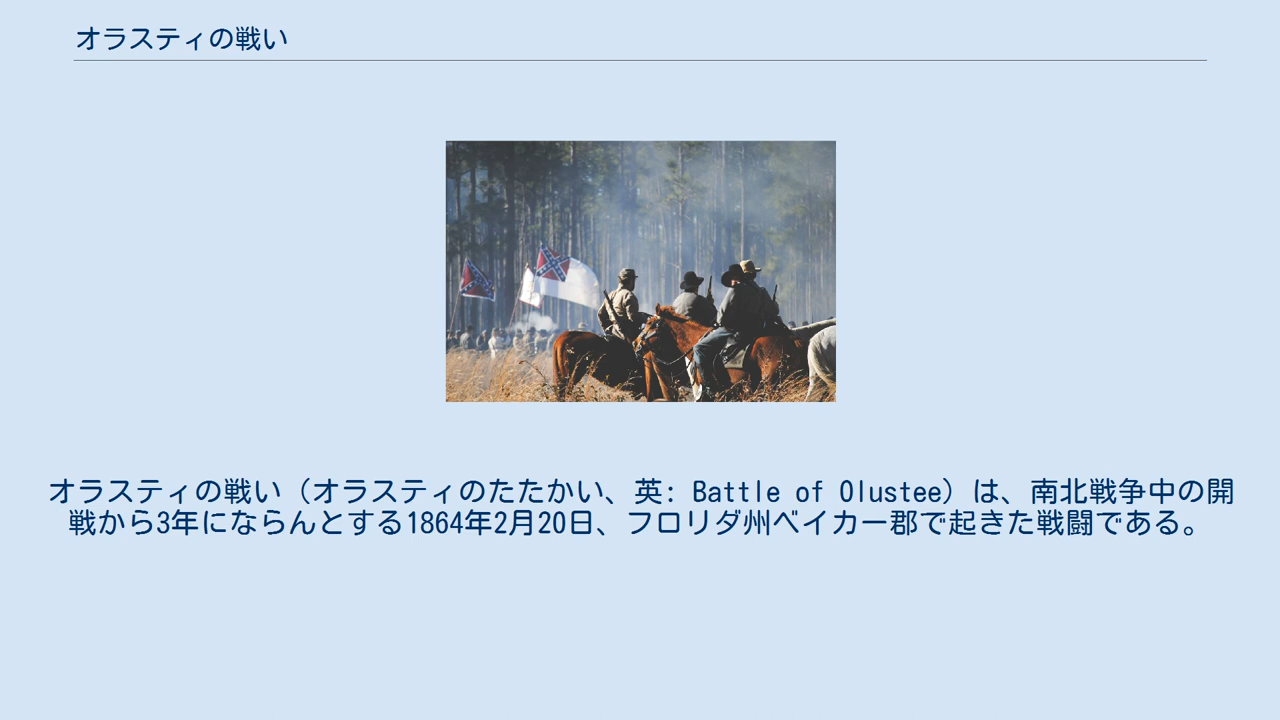 オラスティの戦い
オラスティの戦い（オラスティのたたかい、英: Battle of Olustee）は、南北戦争中の開
戦から3年にならんとする1864年2月20日、フロリダ州ベイカー郡で起きた戦闘である。